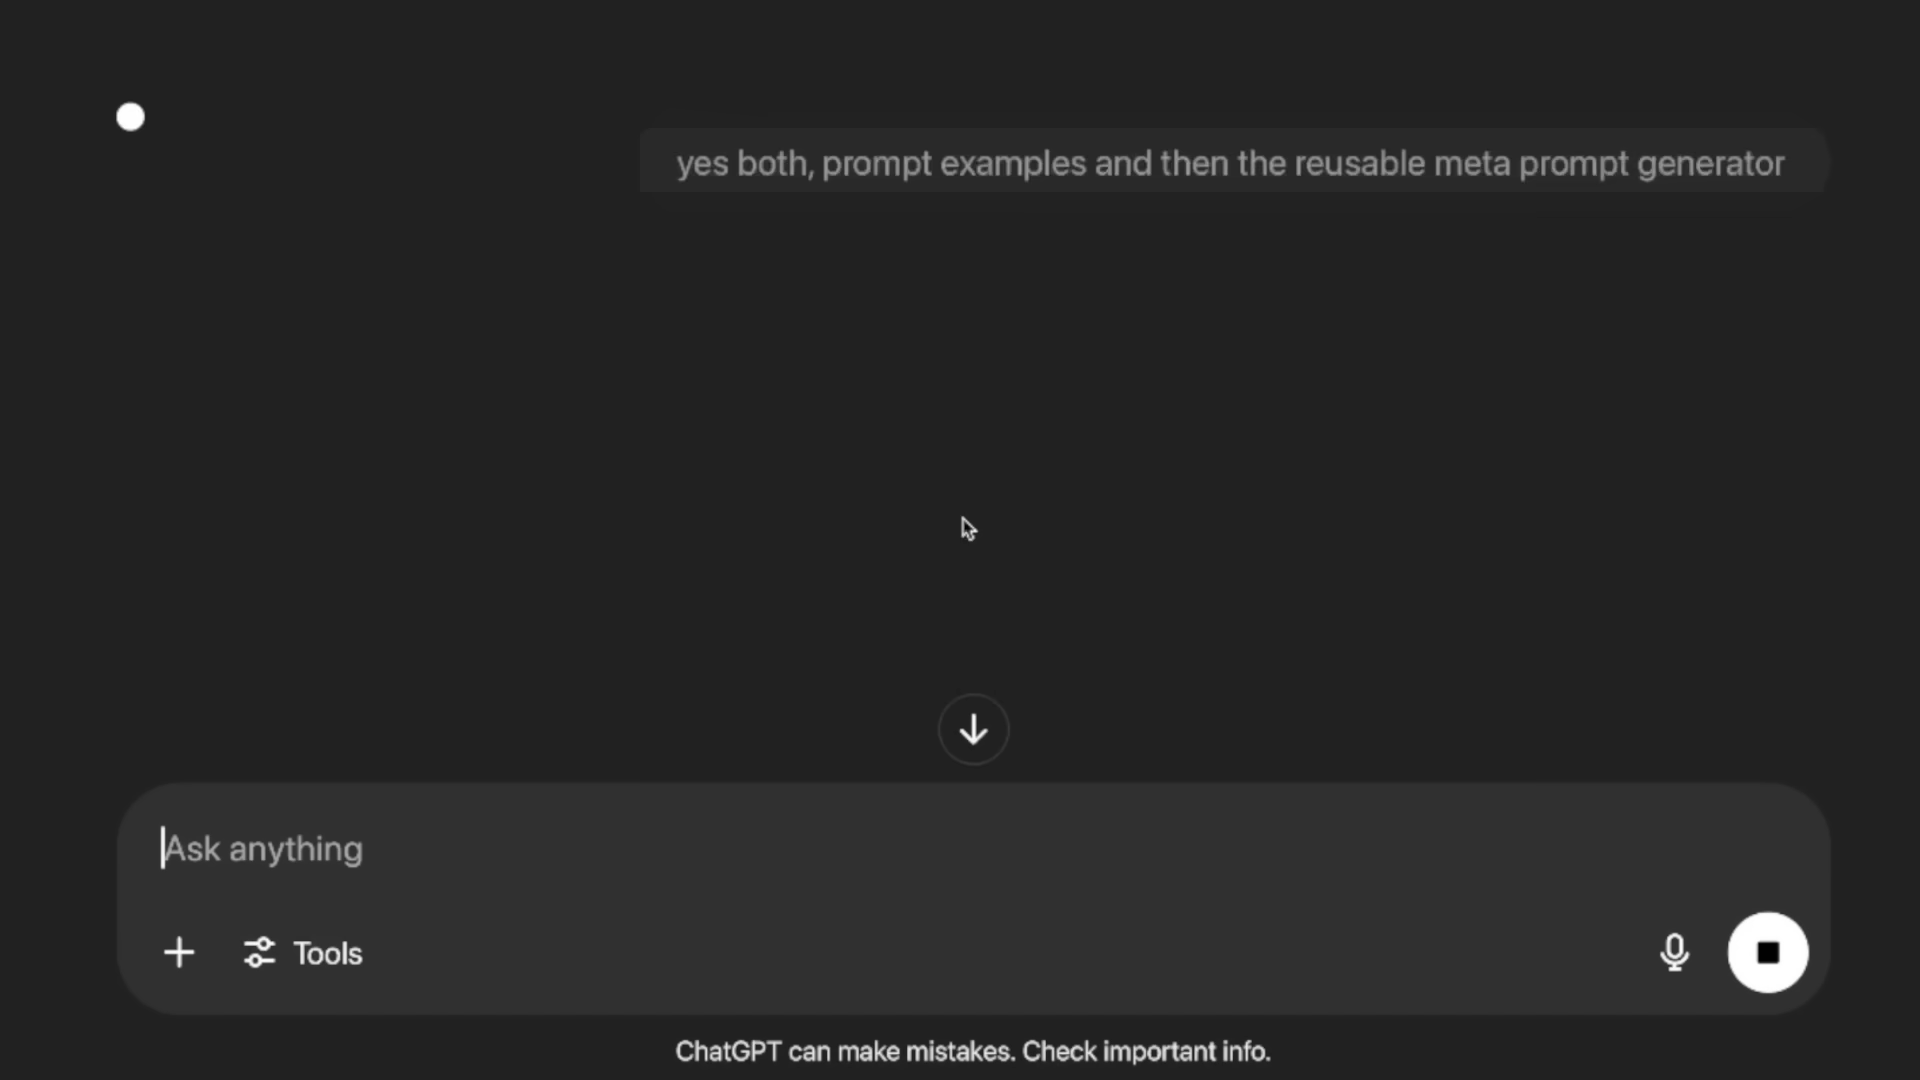 yes both, prompt examples and then the reusable meta prompt generator
Ask anything
Tools
ChatGPT can make mistakes. Check important info.